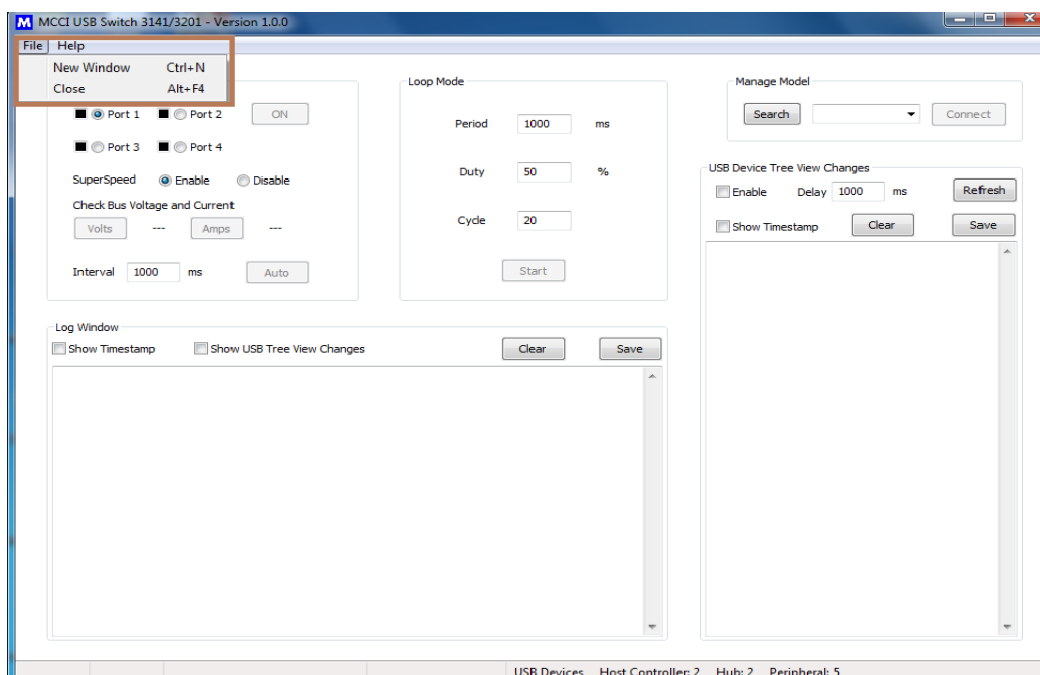 M MCCI USB Switch 3141/3201 - Version 1.0.0
File Help
New Window Ctrl+N
Close Alt+F4
Port 1 Port 2 ON
Port 3 Port 4
SuperSpeed Enable Disable
Check Bus Voltage and Current
Volts --- Amps ---
Interval 1000 ms Auto
Loop Mode
Period 1000 ms
Duty 50 %
Cycle 20
Start
Manage Model
Search Connect
USB Device Tree View Changes
Enable Delay 1000 ms Refresh
Show Timestamp Clear Save
Log Window
Show Timestamp Show USB Tree View Changes Clear Save
USB Devices Host Controller: 2 Hub: 2 Peripheral: 5